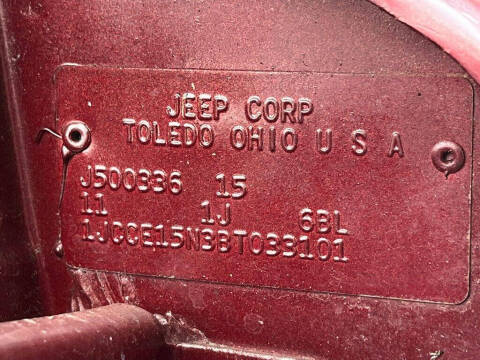 JEEP CORP
TOLEDO OHIO U S A
J500336 15
11 1J 6BL
1JCCE15N3BT033101